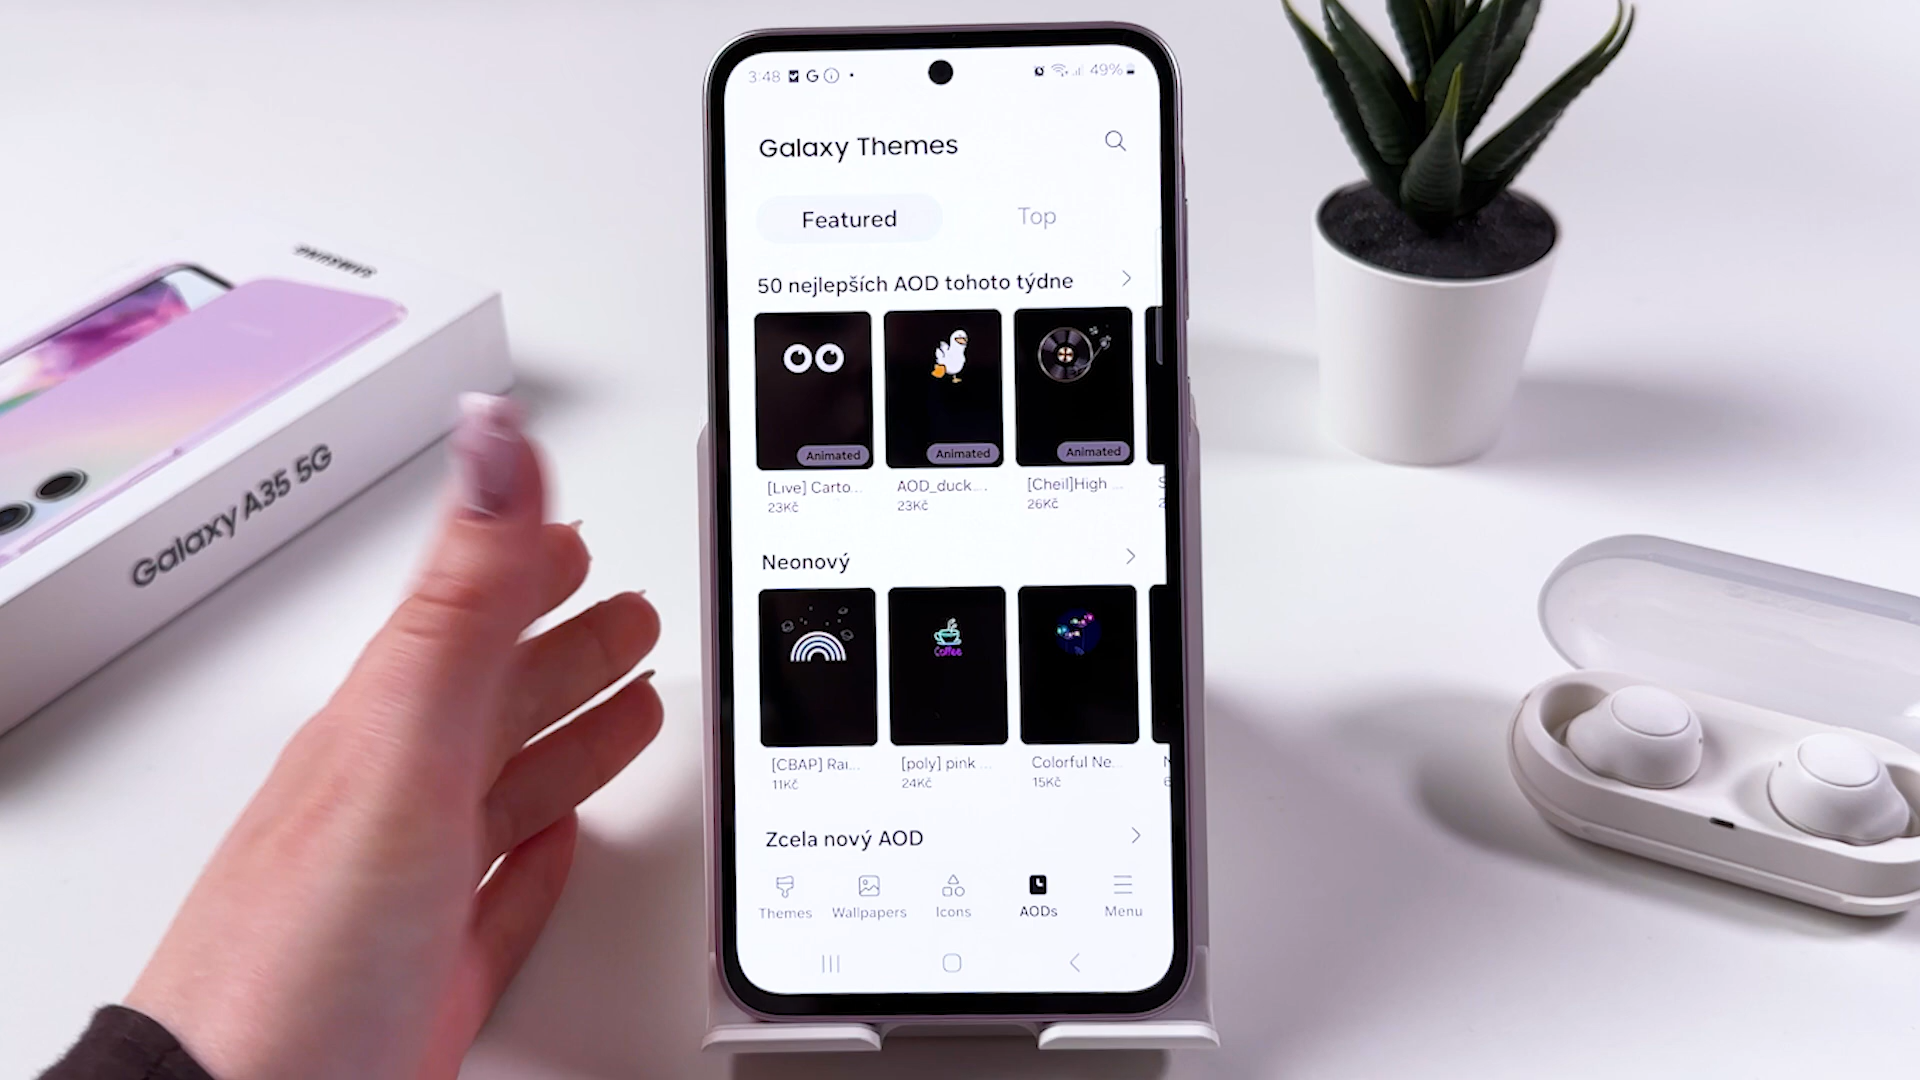 3:48
49%
Galaxy Themes
Featured
Top
50 nejlepších AOD tohoto týdne
Animated
Animated
Animated
[Live] Carto...
AOD_duck...
[Cheil]High ...
23Kč
23Kč
26Kč
Neonový
Coffee
[CBAP] Rai...
[poly] pink ...
Colorful Ne...
11Kč
24Kč
15Kč
Zcela nový AOD
Themes
Wallpapers
Icons
AODs
Menu
SAMSUNG
Galaxy A35 5G